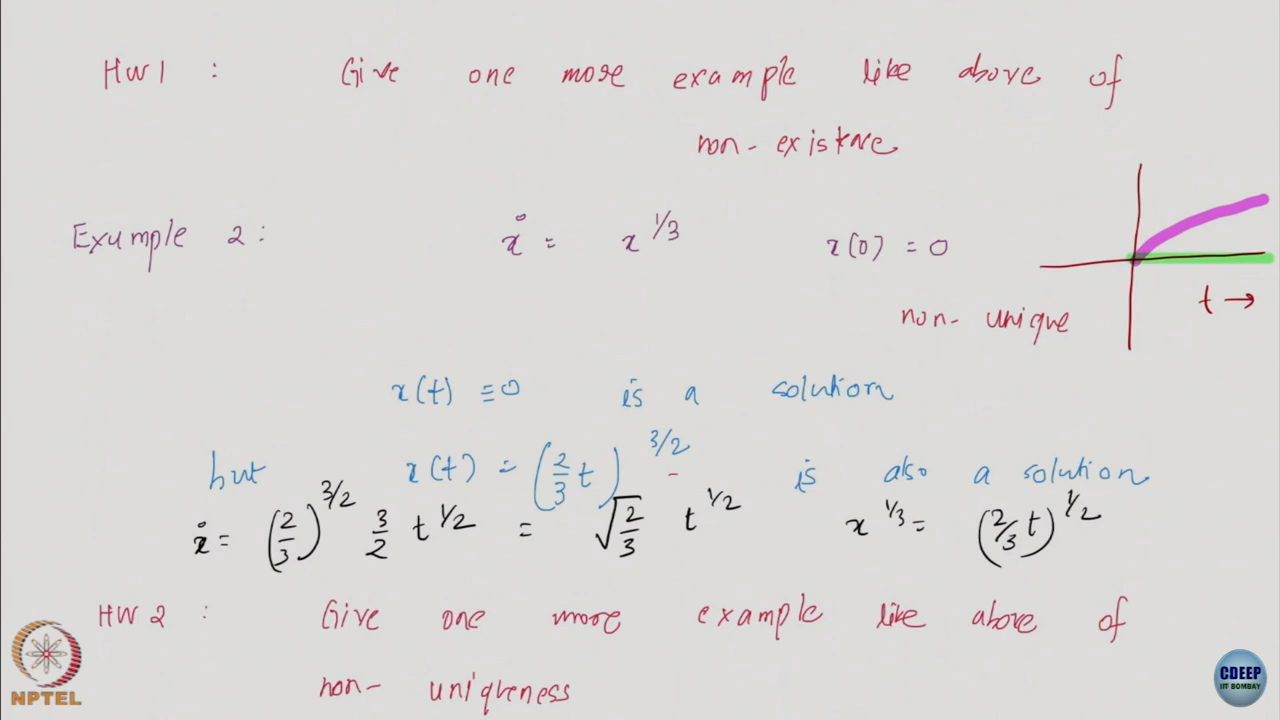 HW1 : Give one more example like above of
non-existence
Example 2: ẋ = x^1/3 x(0) = 0
t →
non-unique
x(t) ≡ 0 is a solution
but x(t) = (2/3 t)^3/2 is also a solution
ẋ = (2/3)^3/2 3/2 t^1/2 = √2/3 t^1/2 x^1/3 = (2/3 t)^1/2
HW2 : Give one more example like above of
non-uniqueness
NPTEL
CDEEP
IIT BOMBAY